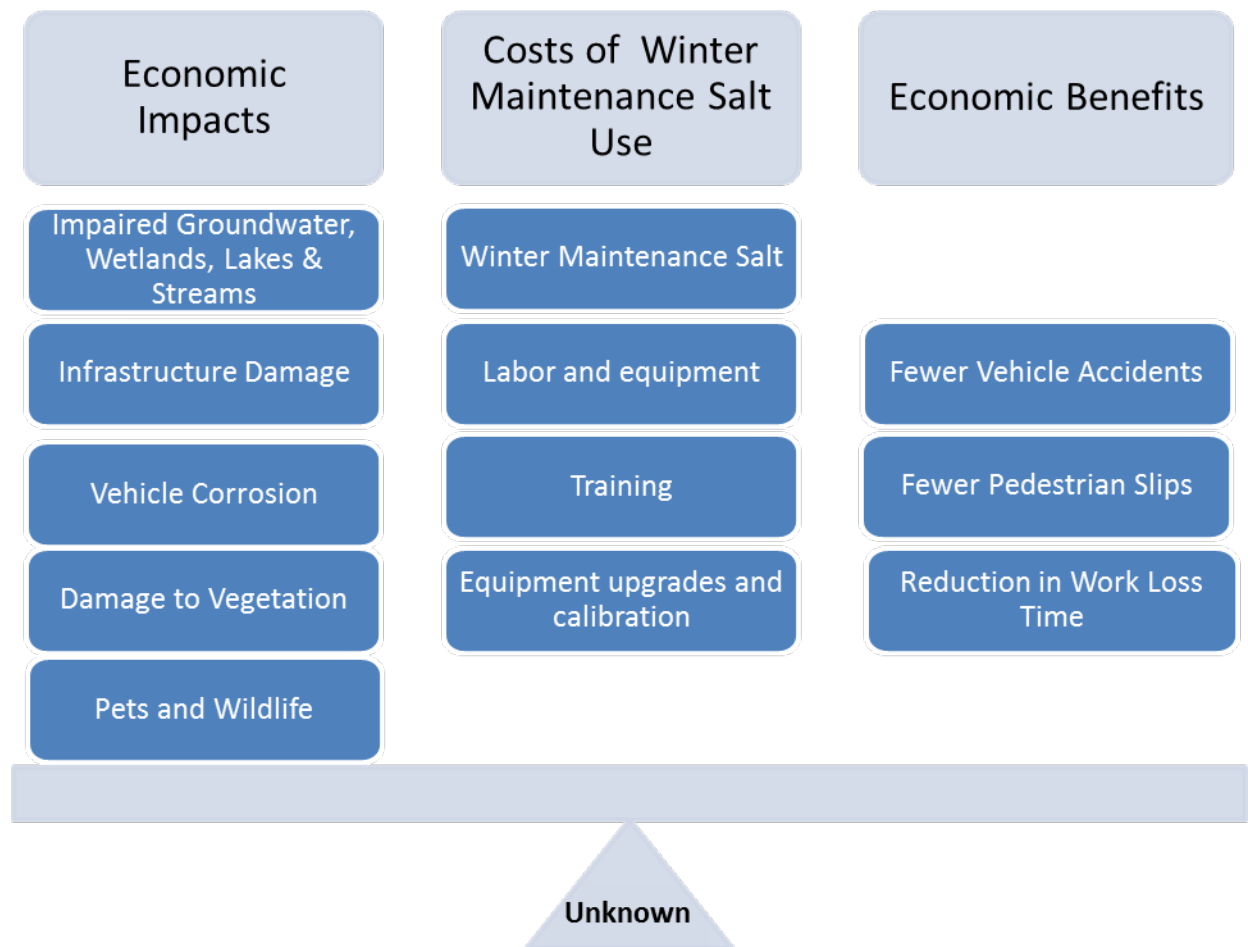 Economic
Impacts
Costs of Winter
Maintenance Salt
Use
Economic Benefits
Impaired Groundwater,
Wetlands, Lakes &
Streams
Winter Maintenance Salt
Infrastructure Damage
Labor and equipment
Fewer Vehicle Accidents
Vehicle Corrosion
Training
Fewer Pedestrian Slips
Damage to Vegetation
Equipment upgrades and
calibration
Reduction in Work Loss
Time
Pets and Wildlife
Unknown